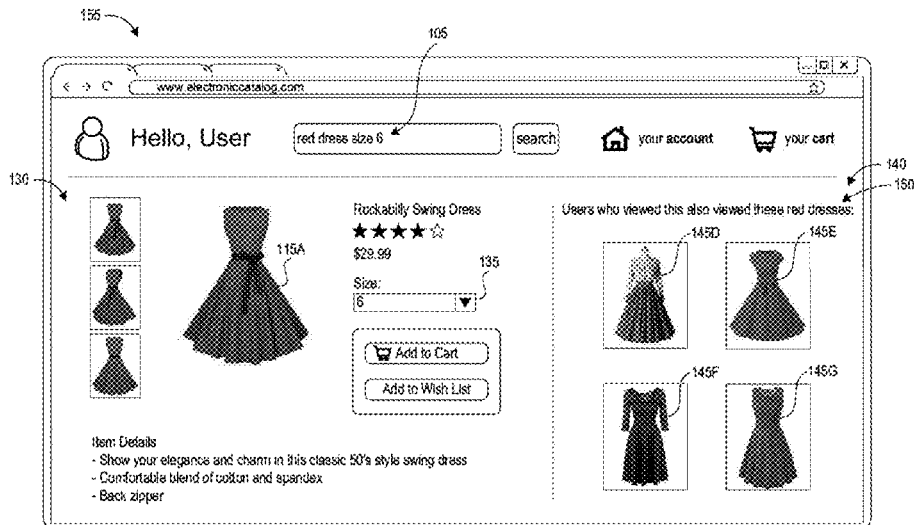 155
105
www.electroniccatalog.com
Hello, User
red dress size 6
search
your account
your cart
130
140
150
Rockabilly Swing Dress
$29.99
Size:
6
135
Add to Cart
Add to Wish List
115A
Users who viewed this also viewed these red dresses:
145D
145E
145F
145G
Item Details
- Show your elegance and charm in this classic 50's style swing dress
- Comfortable blend of cotton and spandex
- Back zipper